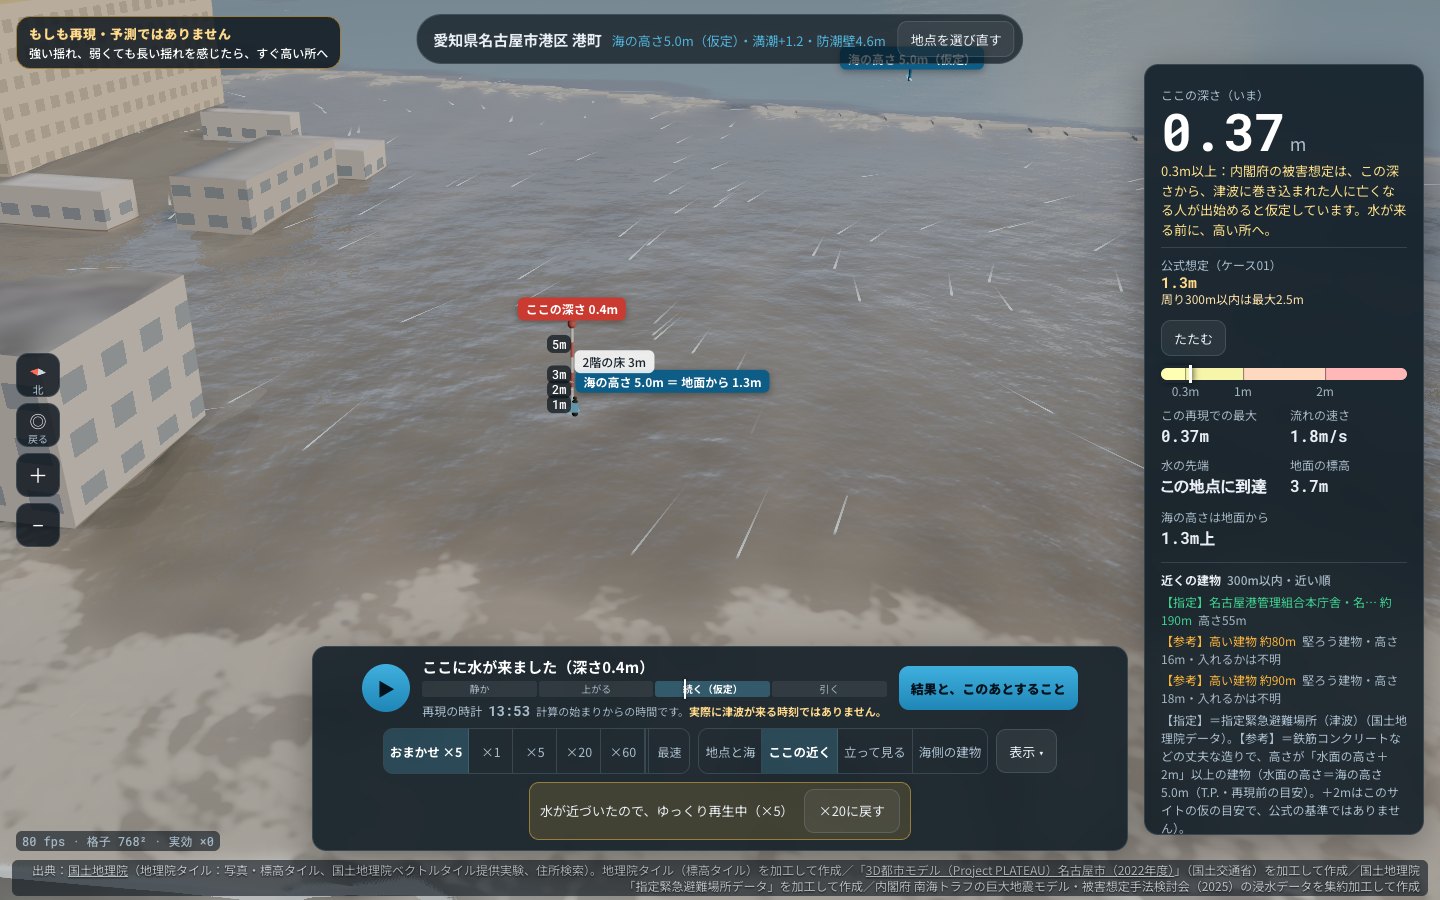 もしも再現・予測ではありません
強い揺れ、弱くても長い揺れを感じたら、すぐ高い所へ
愛知県名古屋市港区 港町
海の高さ5.0m（仮定）・満潮+1.2・防潮壁4.6m
地点を選び直す
海の高さ 5.0m（仮定）
ここの深さ（いま）
0.37 m
0.3m以上：内閣府の被害想定は、この深
さから、津波に巻き込まれた人に亡くな
る人が出始めると仮定しています。水が来
る前に、高い所へ。
公式想定（ケース01）
1.3m
周り300m以内は最大2.5m
たたむ
0.3m 1m 2m
この再現での最大 流れの速さ
0.37m 1.8m/s
水の先端 地面の標高
この地点に到達 3.7m
海の高さは地面から
1.3m上
近くの建物 300m以内・近い順
【指定】名古屋港管理組合本庁舎・名… 約
190m 高さ55m
【参考】高い建物 約80m 堅ろう建物・高さ
16m・入れるかは不明
【参考】高い建物 約90m 堅ろう建物・高さ
18m・入れるかは不明
【指定】＝指定緊急避難場所（津波）（国土地
理院データ）。【参考】＝鉄筋コンクリートな
どの丈夫な造りで、高さが「水面の高さ＋
2m」以上の建物（水面の高さ＝海の高さ
5.0m（T.P.・再現前の目安）。＋2mはこのサ
イトの仮の目安で、公式の基準ではありませ
ん）。
ここの深さ 0.4m
5m
2階の床 3m
3m
海の高さ 5.0m ＝ 地面から 1.3m
2m
1m
北
戻る
+
−
ここに水が来ました（深さ0.4m）
静か 上がる 続く（仮定） 引く
再現の時計 13:53 計算の始まりからの時間です。実際に津波が来る時刻ではありません。
結果と、このあとすること
おまかせ ×5 ×1 ×5 ×20 ×60 最速 地点と海 ここの近く 立って見る 海側の建物 表示
水が近づいたので、ゆっくり再生中（×5） ×20に戻す
80 fps · 格子 768² · 実効 ×0
出典：国土地理院（地理院タイル：写真・標高タイル、国土地理院ベクトルタイル提供実験、住所検索）。地理院タイル（標高タイル）を加工して作成／「3D都市モデル（Project PLATEAU）名古屋市（2022年度）」（国土交通省）を加工して作成／国土地理院
「指定緊急避難場所データ」を加工して作成／内閣府 南海トラフの巨大地震モデル・被害想定手法検討会（2025）の浸水データを集約加工して作成